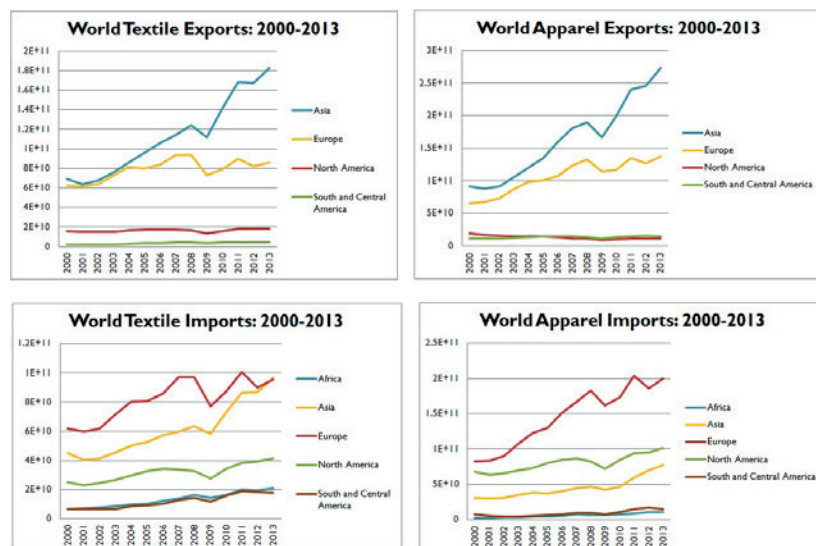 World Textile Exports: 2000-2013
2E+11
1.8E+11
1.6E+11
1.4E+11
1.2E+11
1E+11
8E+10
6E+10
4E+10
2E+10
0
2000 2001 2002 2003 2004 2005 2006 2007 2008 2009 2010 2011 2012 2013
Asia
Europe
North America
South and Central
America
World Apparel Exports: 2000-2013
3E+11
2.5E+11
2E+11
1.5E+11
1E+11
5E+10
0
2000 2001 2002 2003 2004 2005 2006 2007 2008 2009 2010 2011 2012 2013
Asia
Europe
North America
South and Central America
World Textile Imports: 2000-2013
1.2E+11
1E+11
8E+10
6E+10
4E+10
2E+10
0
2000 2001 2002 2003 2004 2005 2006 2007 2008 2009 2010 2011 2012 2013
Africa
Asia
Europe
North America
South and Central
America
World Apparel Imports: 2000-2013
2.5E+11
2E+11
1.5E+11
1E+11
5E+10
0
2000 2001 2002 2003 2004 2005 2006 2007 2008 2009 2010 2011 2012 2013
Africa
Asia
Europe
North America
South and Central America